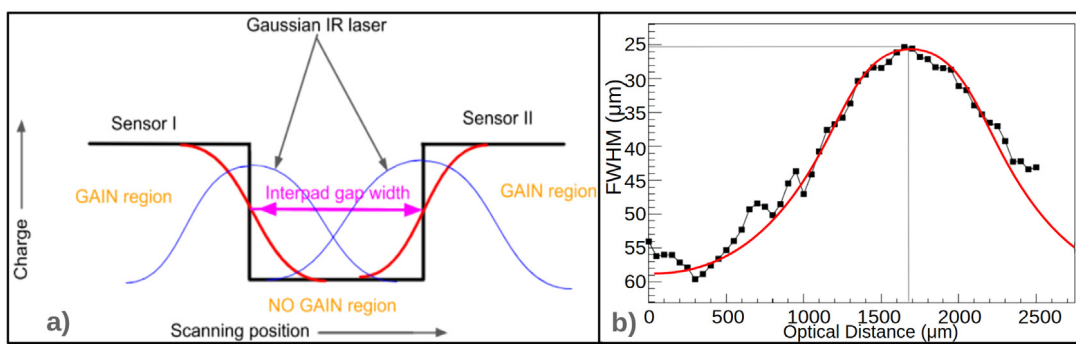 Gaussian IR laser
Sensor I
Sensor II
GAIN region
Interpad gap width
GAIN region
Charge
NO GAIN region
a)
Scanning position
25
30
35
40
45
50
55
60
FWHM (μm)
0
500
1000
1500
2000
2500
b)
Optical Distance (μm)